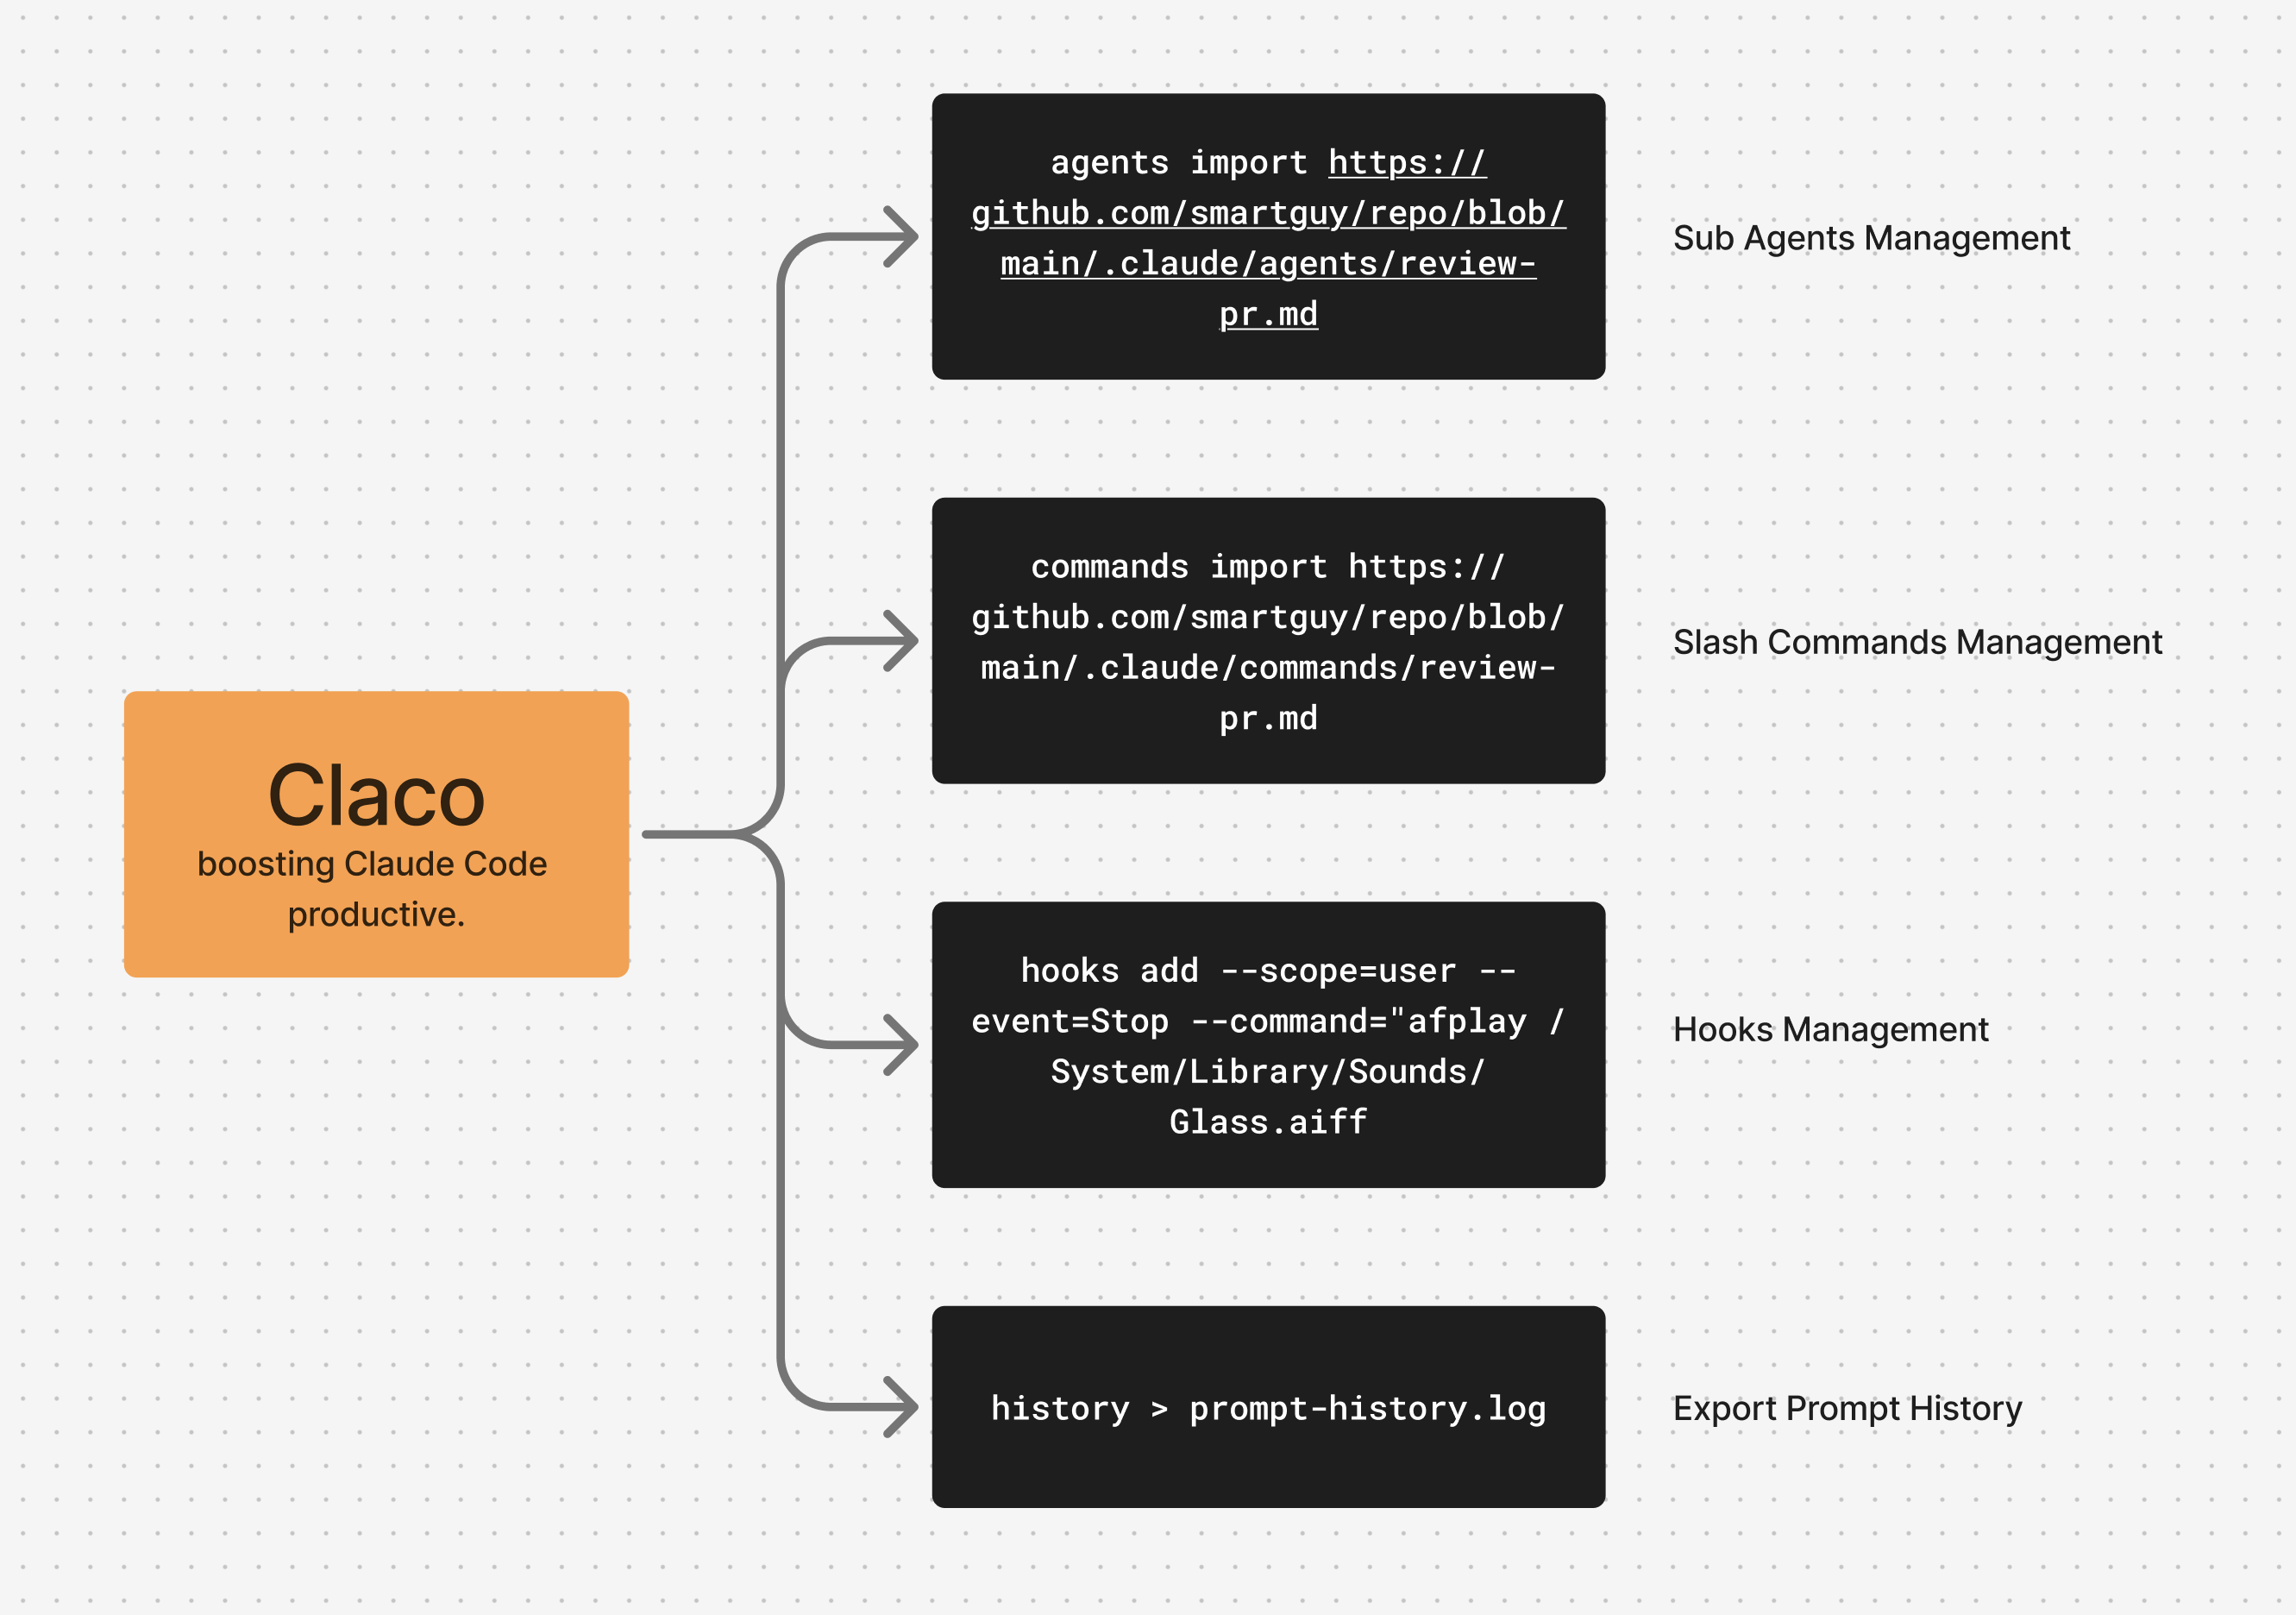 Claco
boosting Claude Code
productive.
agents import https://
github.com/smartguy/repo/blob/
main/.claude/agents/review-
pr.md
Sub Agents Management
commands import https://
github.com/smartguy/repo/blob/
main/.claude/commands/review-
pr.md
Slash Commands Management
hooks add --scope=user --
event=Stop --command="afplay /
System/Library/Sounds/
Glass.aiff
Hooks Management
history > prompt-history.log
Export Prompt History